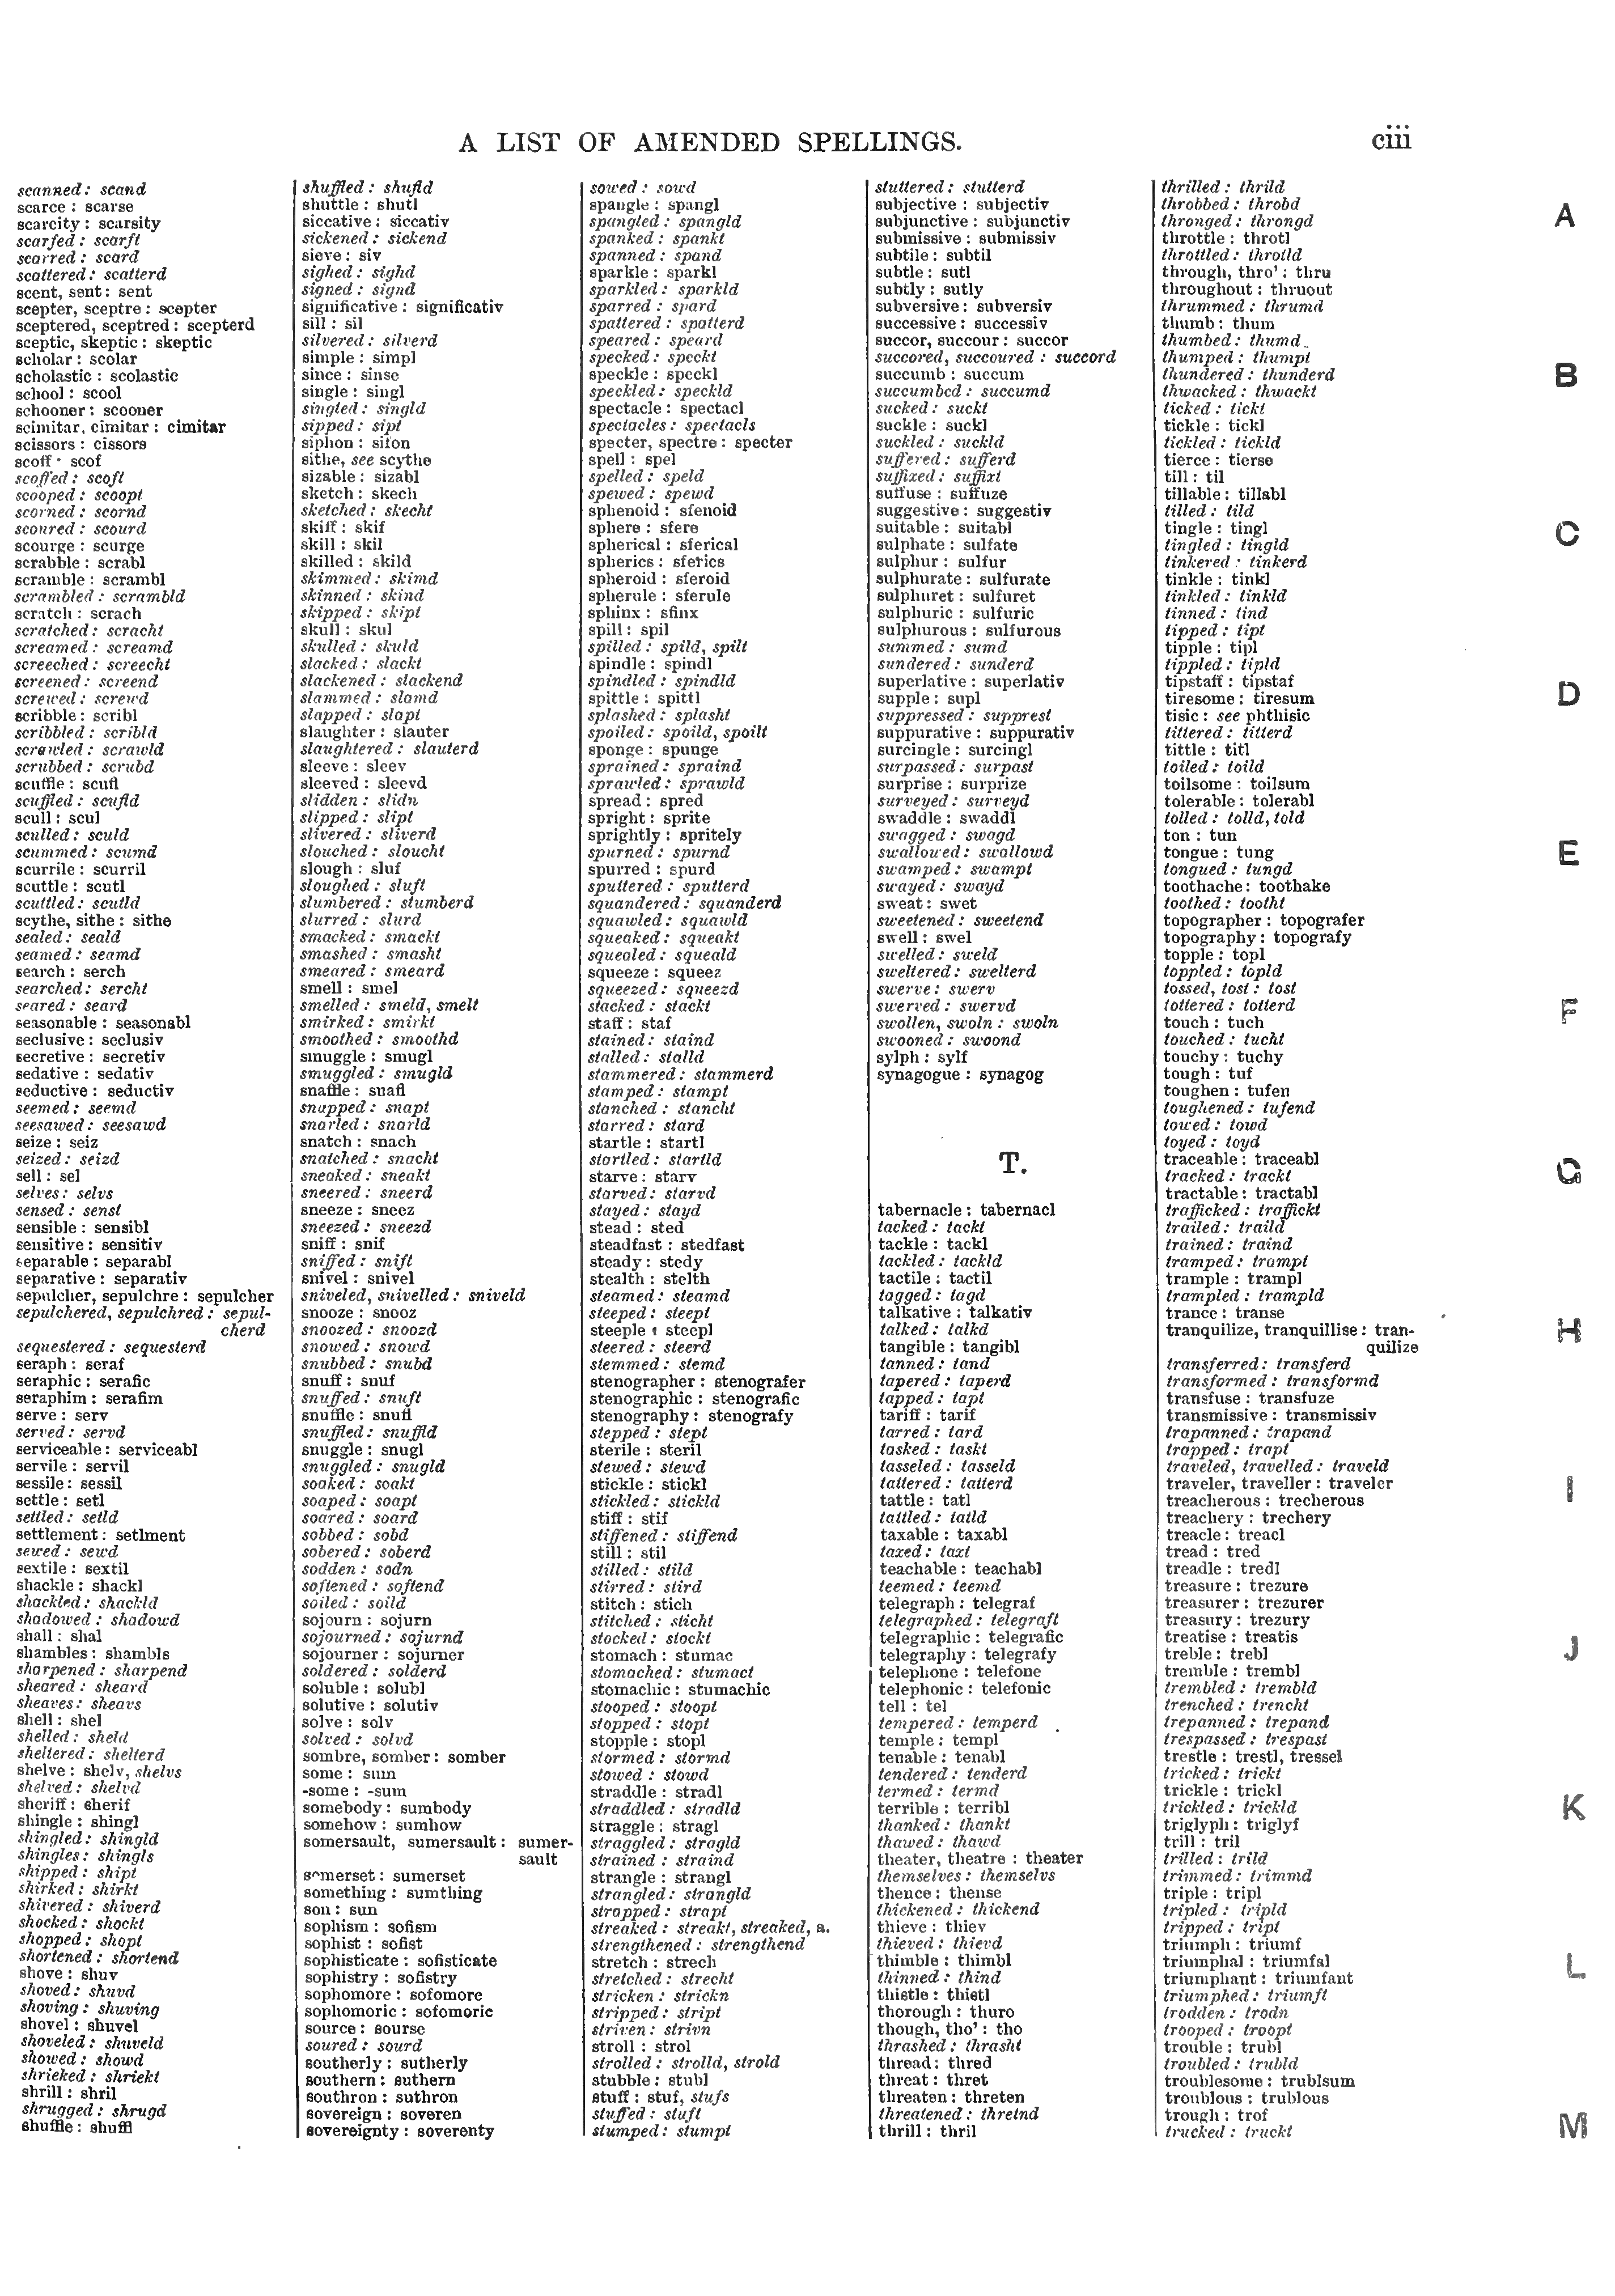 A LIST OF AMENDED SPELLINGS.
ciii
scanned: scand
scarce: scarse
scarcity: scarsity
scarfed: scarft
scarred: scard
scattered: scatterd
scent, sent: sent
scepter, sceptre: scepter
sceptered, sceptred: scepterd
sceptic, skeptic: skeptic
scholar: scolar
scholastic: scolastic
school: scool
schooner: scooner
scimitar, cimitar: cimitar
scissors: cissors
scoff: scof
scoffed: scoft
scooped: scoopt
scorned: scornd
scoured: scourd
scourge: scurge
scrabble: scrabl
scramble: scrambl
scrambled: scrambld
scratch: scrach
scratched: scracht
screamed: screamd
screeched: screecht
screened: screend
screwed: screwd
scribble: scribl
scribbled: scribld
scrawled: scrawld
scrubbed: scrubd
scuffle: scufl
scuffled: scufld
scull: scul
sculled: sculd
scummed: scumd
scurrile: scurril
scuttle: scutl
scuttled: scutld
scythe, sithe: sithe
sealed: seald
seamed: seamd
search: serch
searched: sercht
seared: seard
seasonable: seasonabl
seclusive: seclusiv
secretive: secretiv
sedative: sedativ
seductive: seductiv
seemed: seemd
seesawed: seesawd
seize: seiz
seized: seizd
sell: sel
selves: selvs
sensed: senst
sensible: sensibl
sensitive: sensitiv
separable: separabl
separative: separativ
sepulcher, sepulchre: sepulcher
sepulchered, sepulchred: sepul-
cherd
sequestered: sequesterd
seraph: seraf
seraphic: serafic
seraphim: serafim
serve: serv
served: servd
serviceable: serviceabl
servile: servil
sessile: sessil
settle: setl
settled: setld
settlement: setlment
sewed: sewd
sextile: sextil
shackle: shackl
shackled: shackld
shadowed: shadowd
shall: shal
shambles: shambls
sharpened: sharpend
sheared: sheard
sheaves: sheavs
shell: shel
shelled: sheld
sheltered: shelterd
shelve: shelv, shelvs
shelved: shelvd
sheriff: sherif
shingle: shingl
shingled: shingld
shingles: shingls
shipped: shipt
shirked: shirkt
shivered: shiverd
shocked: shockt
shopped: shopt
shortened: shortend
shove: shuv
shoved: shuvd
shoving: shuving
shovel: shuvel
shoveled: shuveld
showed: showd
shrieked: shriekt
shrill: shril
shrugged: shrugd
shuffle: shuffl
shuffled: shufld
shuttle: shutl
siccative: siccativ
sickened: sickend
sieve: siv
sighed: sighd
signed: signd
significative: significativ
sill: sil
silvered: silverd
simple: simpl
since: sinse
single: singl
singled: singld
sipped: sipt
siphon: sifon
sithe, see scythe
sizable: sizabl
sketch: skech
sketched: skecht
skiff: skif
skill: skil
skilled: skild
skimmed: skimd
skinned: skind
skipped: skipt
skull: skul
skulled: skuld
slacked: slackt
slackened: slackend
slammed: slamd
slapped: slapt
slaughter: slauter
slaughtered: slauterd
sleeve: sleev
sleeved: sleevd
slidden: slidn
slipped: slipt
slivered: sliverd
slouched: sloucht
slough: sluf
sloughed: sluft
slumbered: slumberd
slurred: slurd
smacked: smackt
smashed: smasht
smeared: smeard
smell: smel
smelled: smeld, smelt
smirked: smirkt
smoothed: smoothd
smuggle: smugl
smuggled: smugld
snaffle: snafl
snapped: snapt
snarled: snarld
snatch: snach
snatched: snacht
sneaked: sneakt
sneered: sneerd
sneeze: sneez
sneezed: sneezd
sniff: snif
sniffed: snift
snivel: snivel
sniveled, snivelled: sniveld
snooze: snooz
snoozed: snoozd
snowed: snowd
snubbed: snubd
snuff: snuf
snuffed: snuft
snuffle: snufl
snuffled: snuffld
snuggle: snugl
snuggled: snugld
soaked: soakt
soaped: soapt
soared: soard
sobbed: sobd
sobered: soberd
sodden: sodn
softened: softend
soiled: soild
sojourn: sojurn
sojourned: sojurnd
sojourner: sojurner
soldered: solderd
soluble: solubl
solutive: solutiv
solve: solv
solved: solvd
sombre, somber: somber
some: sum
-some: -sum
somebody: sumbody
somehow: sumhow
somersault, sumersault: sumer-
sault
somerset: sumerset
something: sumthing
son: sun
sophism: sofism
sophist: sofist
sophisticate: sofisticate
sophistry: sofistry
sophomore: sofomore
sophomoric: sofomoric
source: sourse
soured: sourd
southerly: sutherly
southern: suthern
southron: suthron
sovereign: soveren
sovereignty: soverenty
sowed: sowd
spangle: spangl
spangled: spangld
spanked: spankt
spanned: spand
sparkle: sparkl
sparkled: sparkld
sparred: spard
spattered: spatterd
speared: speard
specked: speckt
speckle: speckl
speckled: speckld
spectacle: spectacl
spectacles: spectacls
specter, spectre: specter
spell: spel
spelled: speld
spewed: spewd
sphenoid: sfenoid
sphere: sfere
spherical: sferical
spherics: sferics
spheroid: sferoid
spherule: sferule
sphinx: sfinx
spill: spil
spilled: spild, spilt
spindle: spindl
spindled: spindld
spittle: spittl
splashed: splasht
spoiled: spoild, spoilt
sponge: spunge
sprained: spraind
sprawled: sprawld
spread: spred
spright: sprite
sprightly: spritely
spurned: spurnd
spurred: spurd
sputtered: sputterd
squandered: squanderd
squawled: squawld
squeaked: squeakt
squealed: squeald
squeeze: squeez
squeezed: squeezd
stacked: stackt
staff: staf
stained: staind
stalled: stalld
stammered: stammerd
stamped: stampt
stanched: stancht
starred: stard
startle: startl
startled: startld
starve: starv
starved: starvd
stayed: stayd
stead: sted
steadfast: stedfast
steady: stedy
stealth: stelth
steamed: steamd
steeped: steept
steeple: steepl
steered: steerd
stemmed: stemd
stenographer: stenografer
stenographic: stenografic
stenography: stenografy
stepped: stept
sterile: steril
stewed: stewd
stickle: stickl
stickled: stickld
stiff: stif
stiffened: stiffend
still: stil
stilled: stild
stirred: stird
stitch: stich
stitched: sticht
stocked: stockt
stomach: stumac
stomached: stumact
stomachic: stumachic
stooped: stoopt
stopped: stopt
stopple: stopl
stormed: stormd
stowed: stowd
straddle: stradl
straddled: stradld
straggle: stragl
straggled: stragld
strained: straind
strangle: strangl
strangled: strangld
strapped: strapt
streaked: streakt, streaked, a.
strengthened: strengthend
stretch: strech
stretched: strecht
stricken: strickn
stripped: stript
striven: strivn
stroll: strol
strolled: strolld, strold
stubble: stubl
stuff: stuf, stufs
stuffed: stuft
stumped: stumpt
stuttered: stutterd
subjective: subjectiv
subjunctive: subjunctiv
submissive: submissiv
subtile: subtil
subtle: sutl
subtly: sutly
subversive: subversiv
successive: successiv
succor, succour: succor
succored, succoured: succord
succumb: succum
succumbed: succumd
sucked: suckt
suckle: suckl
suckled: suckld
suffered: sufferd
suffixed: suffixt
suffuse: suffuze
suggestive: suggestiv
suitable: suitabl
sulphate: sulfate
sulphur: sulfur
sulphurate: sulfurate
sulphuret: sulfuret
sulphuric: sulfuric
sulphurous: sulfurous
summed: sumd
sundered: sunderd
superlative: superlativ
supple: supl
suppressed: supprest
suppurative: suppurativ
surcingle: surcingl
surpassed: surpast
surprise: surprize
surveyed: surveyd
swaddle: swaddl
swagged: swagd
swallowed: swallowd
swamped: swampt
swayed: swayd
sweat: swet
sweetened: sweetend
swell: swel
swelled: sweld
sweltered: swelterd
swerve: swerv
swerved: swervd
swollen, swoln: swoln
swooned: swoond
sylph: sylf
synagogue: synagog
T.
tabernacle: tabernacl
tacked: tackt
tackle: tackl
tackled: tackld
tactile: tactil
tagged: tagd
talkative: talkativ
talked: talkd
tangible: tangibl
tanned: tand
tapered: taperd
tapped: tapt
tariff: tarif
tarred: tard
tasked: taskt
tasseled: tasseld
tattered: tatterd
tattle: tatl
tattled: tatld
taxable: taxabl
taxed: taxt
teachable: teachabl
teemed: teemd
telegraph: telegraf
telegraphed: telegraft
telegraphic: telegrafic
telegraphy: telegrafy
telephone: telefone
telephonic: telefonic
tell: tel
tempered: temperd
temple: templ
tenable: tenabl
tendered: tenderd
termed: termd
terrible: terribl
thanked: thankt
thawed: thawd
theater, theatre: theater
themselves: themselvs
thence: thense
thickened: thickend
thieve: thiev
thieved: thievd
thimble: thimbl
thinned: thind
thistle: thistl
thorough: thuro
though, tho': tho
thrashed: thrasht
thread: thred
threat: thret
threaten: threten
threatened: thretnd
thrill: thril
thrilled: thrild
throbbed: throbd
thronged: throngd
throttle: throtl
throttled: throtld
through, thro': thru
throughout: thruout
thrummed: thrumd
thumb: thum
thumbed: thumd
thumped: thumpt
thundered: thunderd
thwacked: thwackt
ticked: tickt
tickle: tickl
tickled: tickld
tierce: tierse
till: til
tillable: tillabl
tilled: tild
tingle: tingl
tingled: tingld
tinkered: tinkerd
tinkle: tinkl
tinkled: tinkld
tinned: tind
tipped: tipt
tipple: tipl
tippled: tipld
tipstaff: tipstaf
tiresome: tiresum
tisic: see phthisic
tittered: titterd
tittle: titl
toiled: toild
toilsome: toilsum
tolerable: tolerabl
tolled: tolld, told
ton: tun
tongue: tung
tongued: tungd
toothache: toothake
toothed: tootht
topographer: topografer
topography: topografy
topple: topl
toppled: topld
tossed, tost: tost
tottered: totterd
touch: tuch
touched: tucht
touchy: tuchy
tough: tuf
toughen: tufen
toughened: tufend
towed: towd
toyed: toyd
traceable: traceabl
tracked: trackt
tractable: tractabl
trafficked: traffickt
trailed: traild
trained: traind
tramped: trampt
trample: trampl
trampled: trampld
trance: transe
tranquilize, tranquillise: tran-
quilize
transferred: transferd
transformed: transformd
transfuse: transfuze
transmissive: transmissiv
trapanned: trapand
trapped: trapt
traveled, travelled: traveld
traveler, traveller: traveler
treacherous: trecherous
treachery: trechery
treacle: treacl
tread: tred
treadle: tredl
treasure: trezure
treasurer: trezurer
treasury: trezury
treatise: treatis
treble: trebl
tremble: trembl
trembled: trembld
trenched: trencht
trepanned: trepand
trespassed: trespast
trestle: trestl, tressel
tricked: trickt
trickle: trickl
trickled: trickld
triglyph: triglyf
trill: tril
trilled: trild
trimmed: trimmd
triple: tripl
tripled: tripld
tripped: tript
triumph: triumf
triumphal: triumfal
triumphant: triumfant
triumphed: triumft
trodden: trodn
trooped: troopt
trouble: trubl
troubled: trubld
troublesome: trublsum
troublous: trublous
trough: trof
trucked: truckt
A
B
C
D
E
F
G
H
I
J
K
L
M